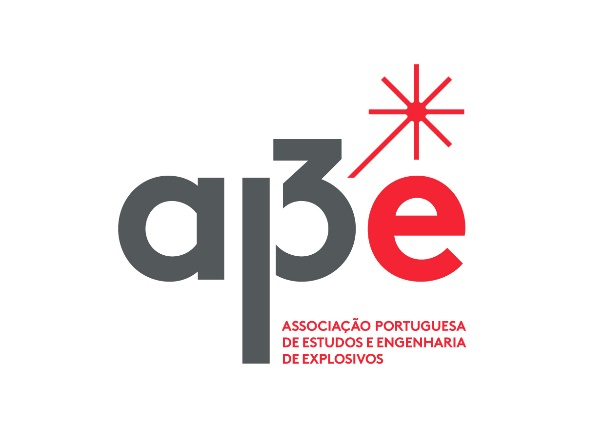 ap3e
ASSOCIAÇÃO PORTUGUESA
DE ESTUDOS E ENGENHARIA
DE EXPLOSIVOS